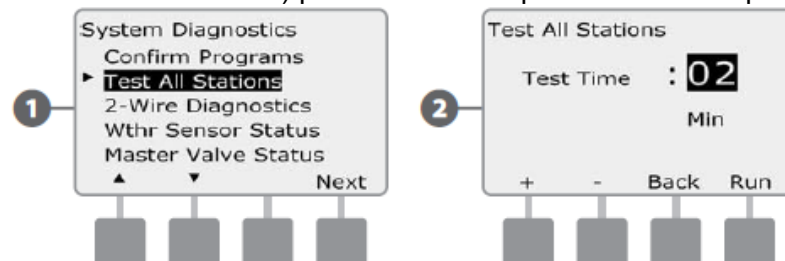 System Diagnostics
Confirm Programs
▶ Test All Stations
2-Wire Diagnostics
Wthr Sensor Status
Master Valve Status
▲ ▼ Next
1
Test All Stations
Test Time :02
Min
+ - Back Run
2